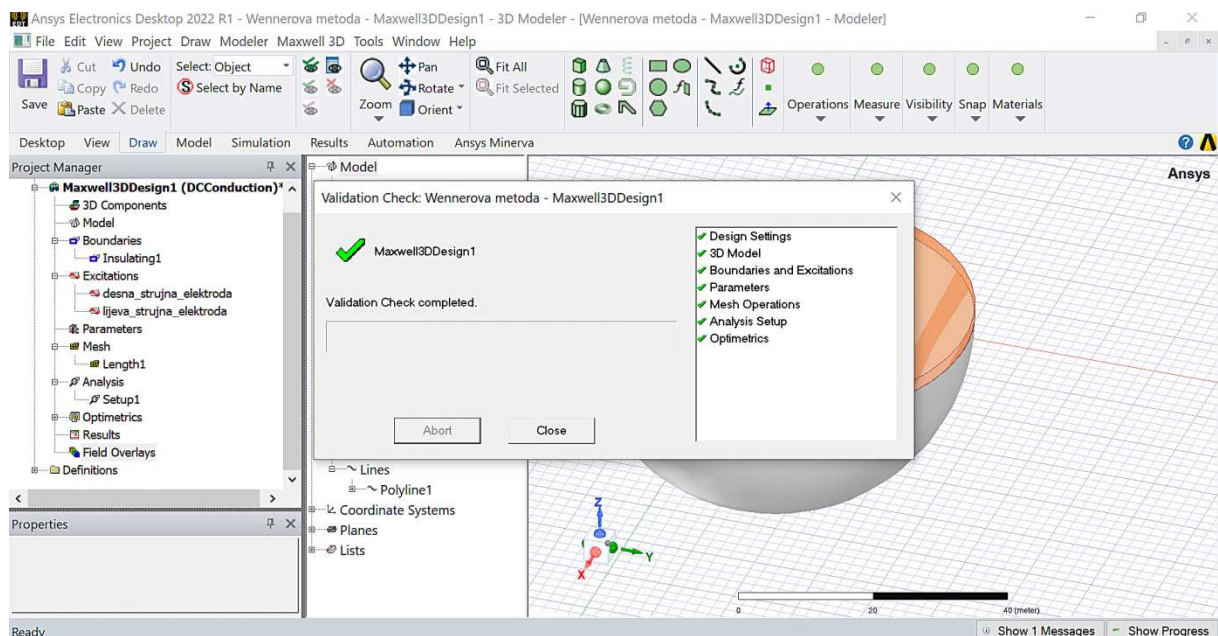 Ansys Electronics Desktop 2022 R1 - Wennerova metoda - Maxwell3DDesign1 - 3D Modeler - [Wennerova metoda - Maxwell3DDesign1 - Modeler]
File Edit View Project Draw Modeler Maxwell 3D Tools Window Help
Save
Cut Undo
Copy Redo
Paste Delete
Select: Object
Select by Name
Zoom
Pan
Rotate
Orient
Fit All
Fit Selected
Operations Measure Visibility Snap Materials
Desktop View Draw Model Simulation Results Automation Ansys Minerva
Project Manager
Maxwell3DDesign1 (DCConduction)*
3D Components
Model
Boundaries
Insulating1
Excitations
desna_strujna_elektroda
lijeva_strujna_elektroda
Parameters
Mesh
Length1
Analysis
Setup1
Optimetrics
Results
Field Overlays
Definitions
Properties
Model
Validation Check: Wennerova metoda - Maxwell3DDesign1
Maxwell3DDesign1
Validation Check completed.
Abort Close
Design Settings
3D Model
Boundaries and Excitations
Parameters
Mesh Operations
Analysis Setup
Optimetrics
Lines
Polyline1
Coordinate Systems
Planes
Lists
Ansys
Z
Y
X
0 20 40 (meter)
Ready
Show 1 Messages Show Progress